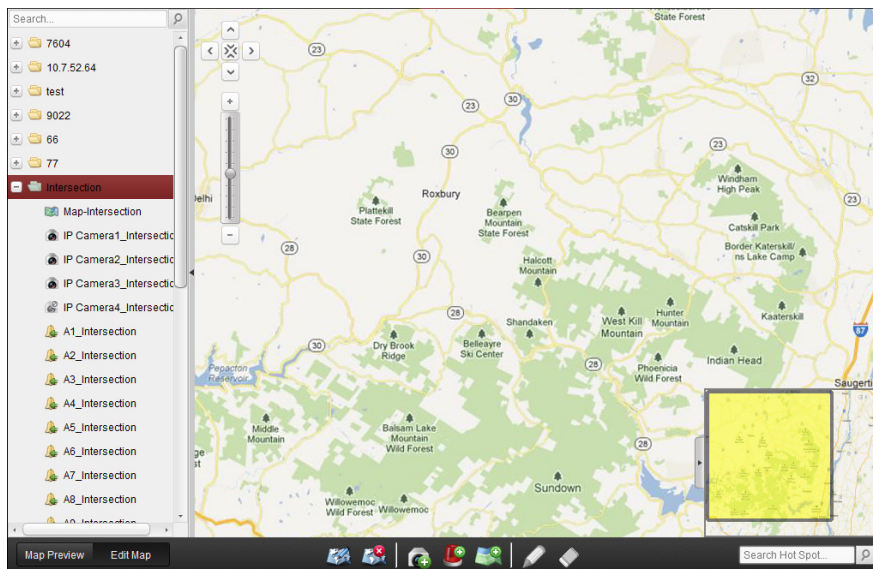 Search...
7604
10.7.52.64
test
9022
66
77
Intersection
Map-Intersection
IP Camera1_Intersectio
IP Camera2_Intersectio
IP Camera3_Intersectio
IP Camera4_Intersectio
A1_Intersection
A2_Intersection
A3_Intersection
A4_Intersection
A5_Intersection
A6_Intersection
A7_Intersection
A8_Intersection
State Forest
23
32
30
23
23
30
Windham
High Peak
23
Roxbury
elhi
Plattekill
State Forest
Bearpen
Mountain
State Forest
Catskill Park
28
30
Border Katerskill/
ns Lake Camp
Halcott
Mountain
28
Shandaken
West Kill
Mountain
Hunter
Mountain
Kaaterskill
87
30
Dry Brook
Ridge
Belleayre
Ski Center
Indian Head
28
Phoenicia
Wild Forest
Pepacton
Reservoir
Saugerti
Middle
Mountain
Balsam Lake
Mountain
Wild Forest
28
ge
st
Sundown
Willowemoc
Wild Forest
Willowemoc
Map Preview
Edit Map
Search Hot Spot...